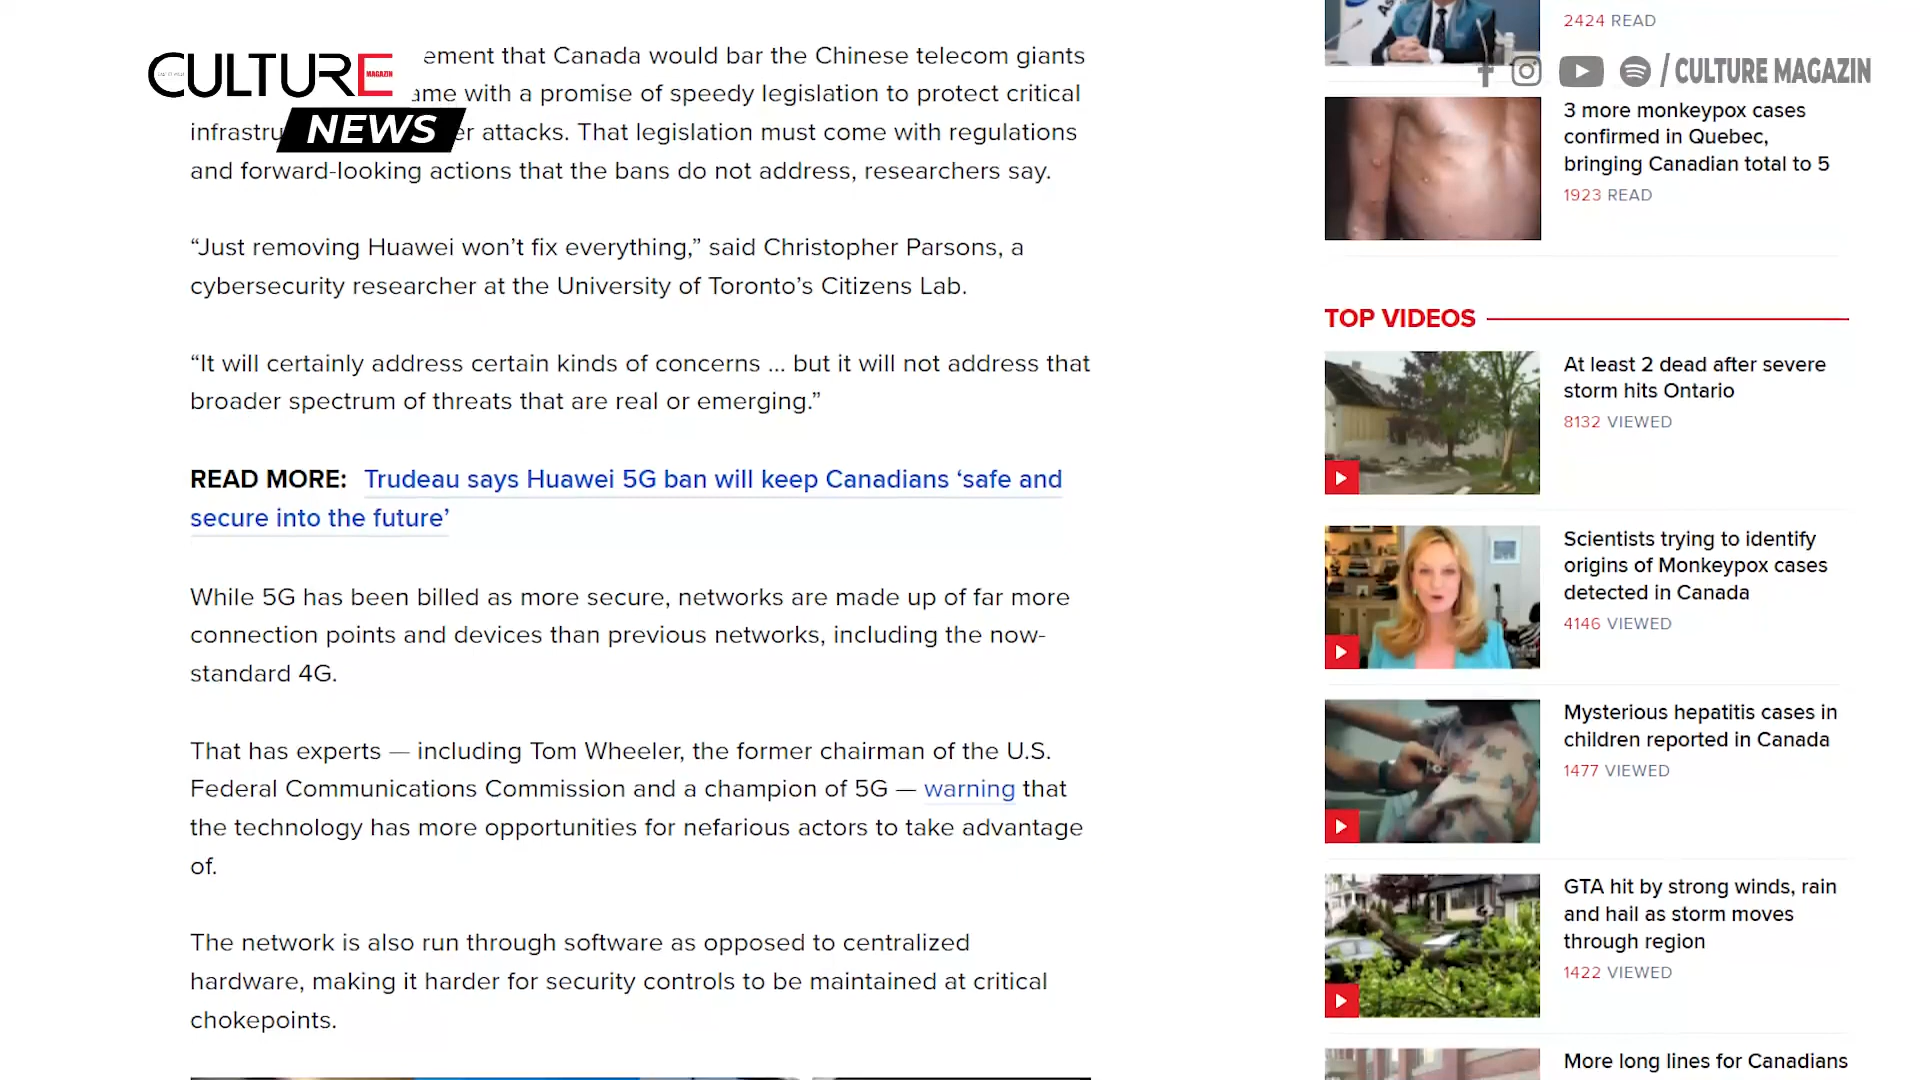 CULTURE
MAGAZIN
NEWS
ement that Canada would bar the Chinese telecom giants
ame with a promise of speedy legislation to protect critical
infrastru er attacks. That legislation must come with regulations
and forward-looking actions that the bans do not address, researchers say.
“Just removing Huawei won’t fix everything,” said Christopher Parsons, a
cybersecurity researcher at the University of Toronto’s Citizens Lab.
“It will certainly address certain kinds of concerns ... but it will not address that
broader spectrum of threats that are real or emerging.”
READ MORE: Trudeau says Huawei 5G ban will keep Canadians ‘safe and
secure into the future’
While 5G has been billed as more secure, networks are made up of far more
connection points and devices than previous networks, including the now-
standard 4G.
That has experts — including Tom Wheeler, the former chairman of the U.S.
Federal Communications Commission and a champion of 5G — warning that
the technology has more opportunities for nefarious actors to take advantage
of.
The network is also run through software as opposed to centralized
hardware, making it harder for security controls to be maintained at critical
chokepoints.
2424 READ
/ CULTURE MAGAZIN
3 more monkeypox cases
confirmed in Quebec,
bringing Canadian total to 5
1923 READ
TOP VIDEOS
At least 2 dead after severe
storm hits Ontario
8132 VIEWED
Scientists trying to identify
origins of Monkeypox cases
detected in Canada
4146 VIEWED
Mysterious hepatitis cases in
children reported in Canada
1477 VIEWED
GTA hit by strong winds, rain
and hail as storm moves
through region
1422 VIEWED
More long lines for Canadians